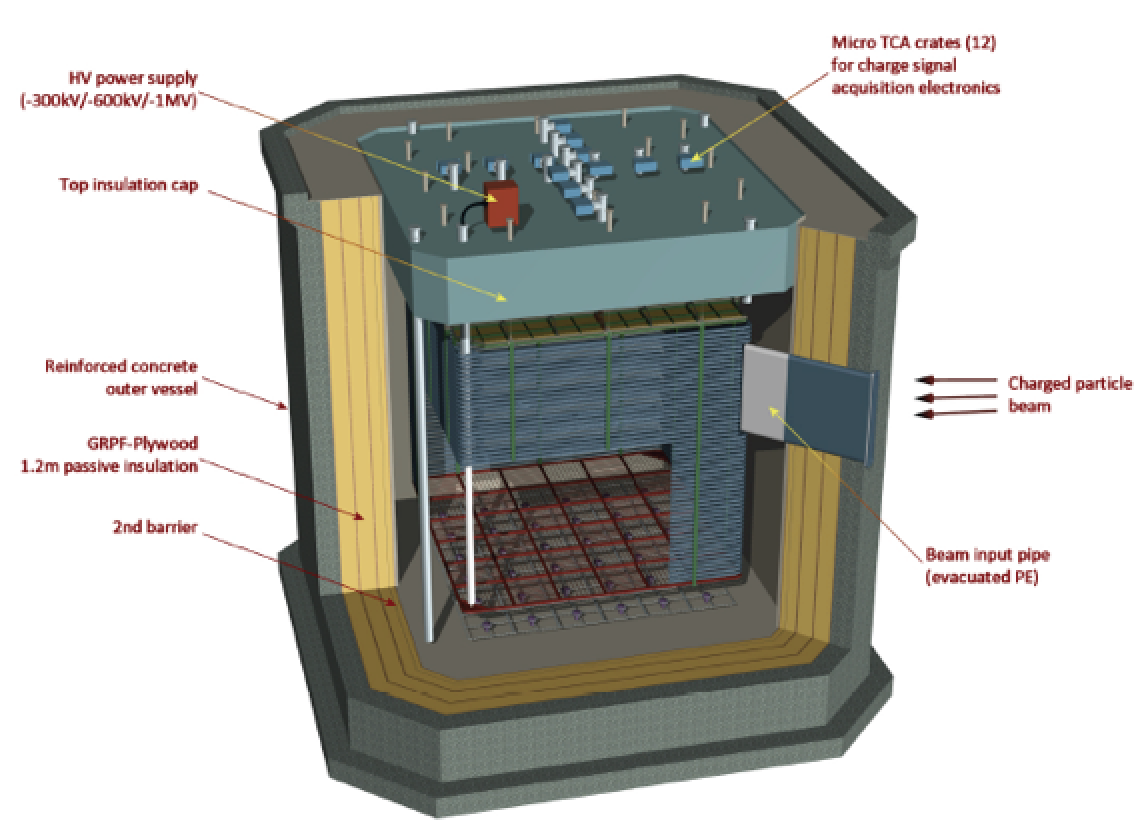 HV power supply
(-300kV/-600kV/-1MV)
Micro TCA crates (12)
for charge signal
acquisition electronics
Top insulation cap
Reinforced concrete
outer vessel
Charged particle
beam
GRPF-Plywood
1.2m passive insulation
2nd barrier
Beam input pipe
(evacuated PE)